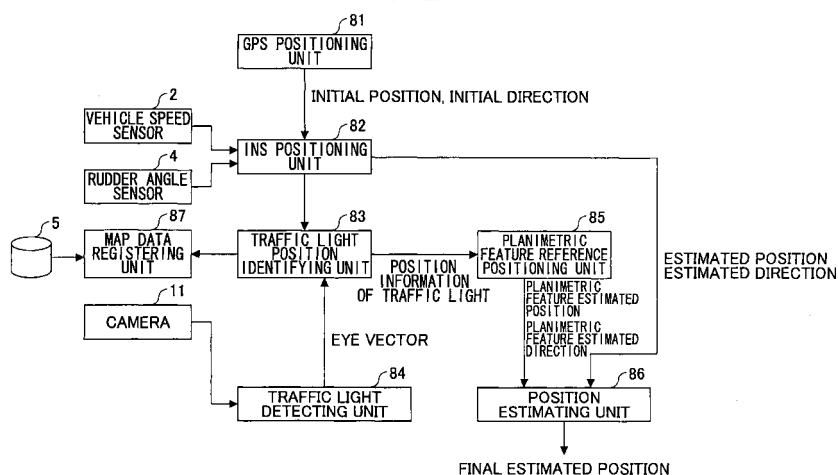 81
GPS POSITIONING
UNIT
INITIAL POSITION, INITIAL DIRECTION
2
VEHICLE SPEED
SENSOR
82
INS POSITIONING
UNIT
4
RUDDER ANGLE
SENSOR
5
87
MAP DATA
REGISTERING
UNIT
83
TRAFFIC LIGHT
POSITION
IDENTIFYING UNIT
POSITION
INFORMATION
OF TRAFFIC LIGHT
85
PLANIMETRIC
FEATURE REFERENCE
POSITIONING UNIT
ESTIMATED POSITION
ESTIMATED DIRECTION
PLANIMETRIC
FEATURE ESTIMATED
POSITION
PLANIMETRIC
FEATURE ESTIMATED
DIRECTION
11
CAMERA
EYE VECTOR
84
TRAFFIC LIGHT
DETECTING UNIT
86
POSITION
ESTIMATING UNIT
FINAL ESTIMATED POSITION